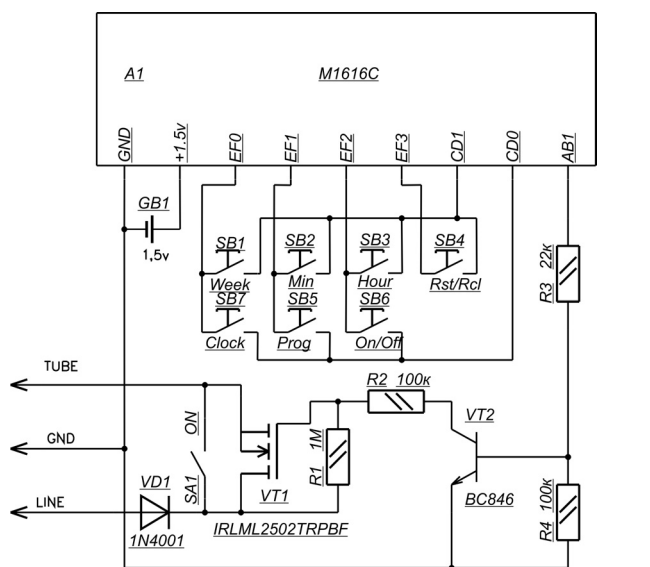 A1 M1616C
GND +1.5v EF0 EF1 EF2 EF3 CD1 CD0 AB1
GB1
1,5v
SB1 SB2 SB3 SB4
Week Min Hour Rst/Rcl
SB7 SB5 SB6
Clock Prog On/Off
R3 22к
TUBE
R2 100к
VT2
ON
GND
R1 1M
SA1
VD1
VT1
BC846
R4 100к
LINE
1N4001
IRLML2502TRPBF